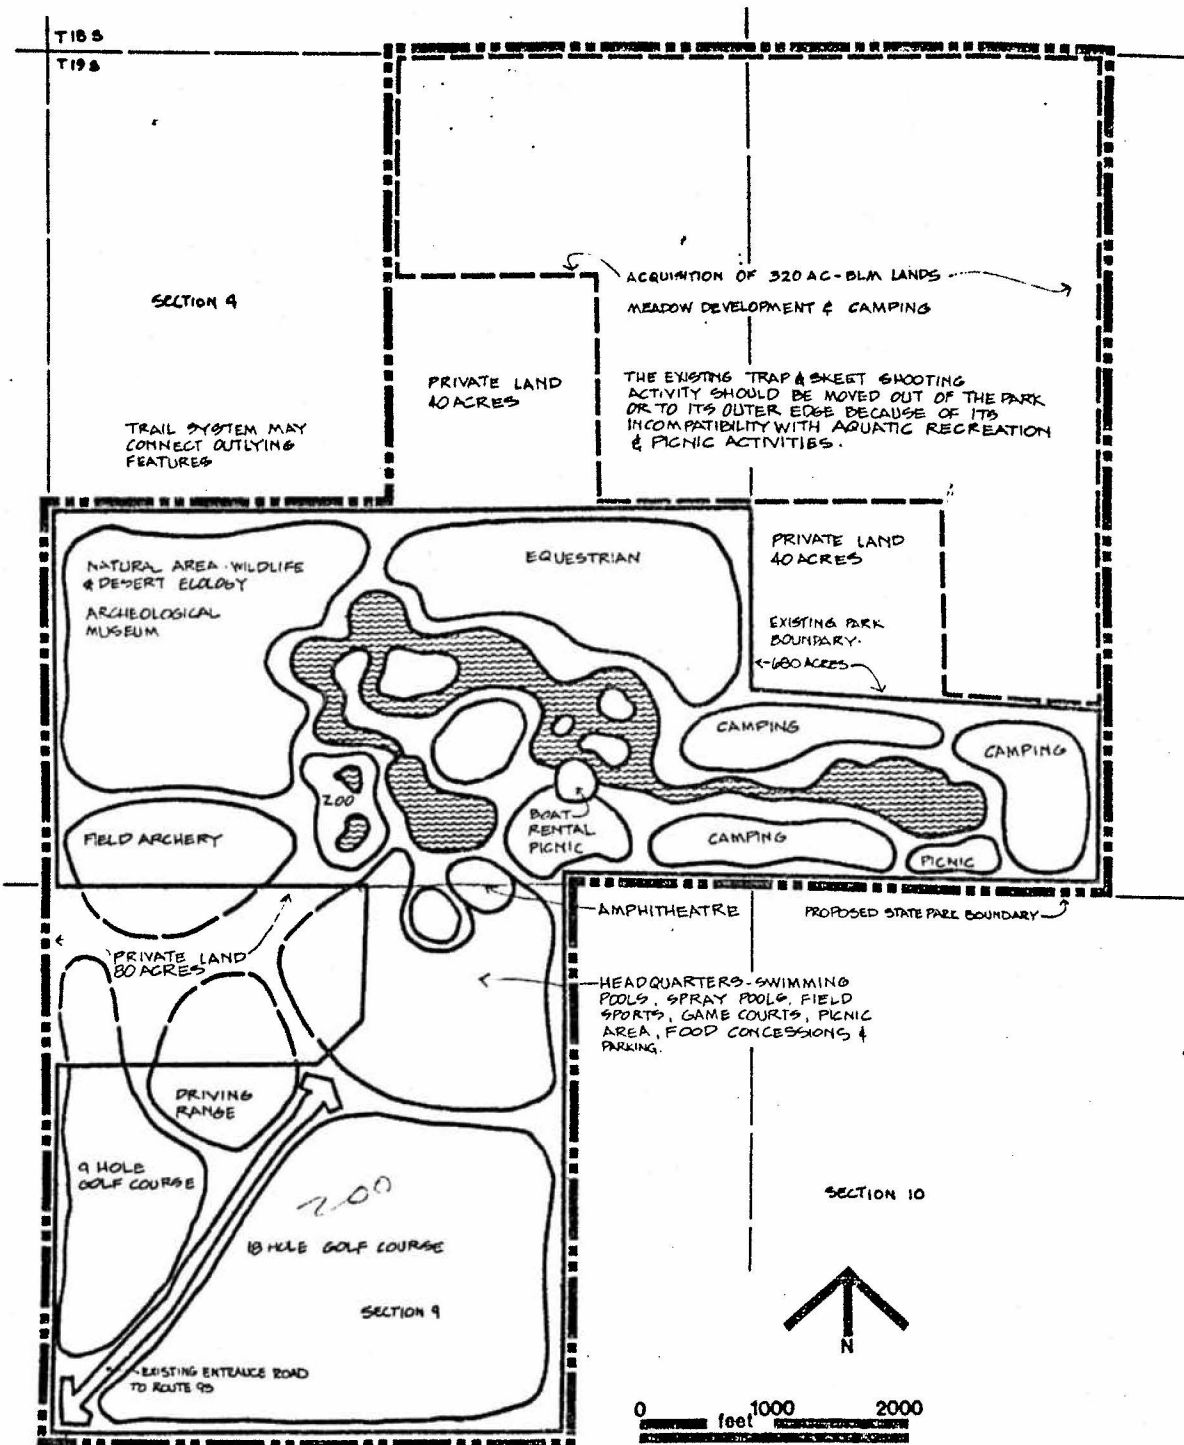 T18S
T19S
SECTION 4
ACQUISITION OF 320 AC-BLM LANDS
MEADOW DEVELOPMENT & CAMPING
PRIVATE LAND
40 ACRES
THE EXISTING TRAP & SKEET SHOOTING
ACTIVITY SHOULD BE MOVED OUT OF THE PARK
OR TO ITS OUTER EDGE BECAUSE OF ITS
INCOMPATIBILITY WITH AQUATIC RECREATION
& PICNIC ACTIVITIES.
TRAIL SYSTEM MAY
CONNECT OUTLYING
FEATURES
NATURAL AREA-WILDLIFE
& DESERT ECOLOGY
ARCHEOLOGICAL
MUSEUM
EQUESTRIAN
PRIVATE LAND
40 ACRES
EXISTING PARK
BOUNDARY.
680 ACRES
CAMPING
CAMPING
ZOO
BOAT
RENTAL
PICNIC
FIELD ARCHERY
CAMPING
PICNIC
AMPHITHEATRE
PROPOSED STATE PARK BOUNDARY
PRIVATE LAND
80 ACRES
HEADQUARTERS-SWIMMING
POOLS, SPRAY POOLS, FIELD
SPORTS, GAME COURTS, PICNIC
AREA, FOOD CONCESSIONS &
PARKING.
DRIVING
RANGE
9 HOLE
GOLF COURSE
200
18 HOLE GOLF COURSE
SECTION 10
SECTION 9
EXISTING ENTRANCE ROAD
TO ROUTE 95
N
0 1000 2000
feet